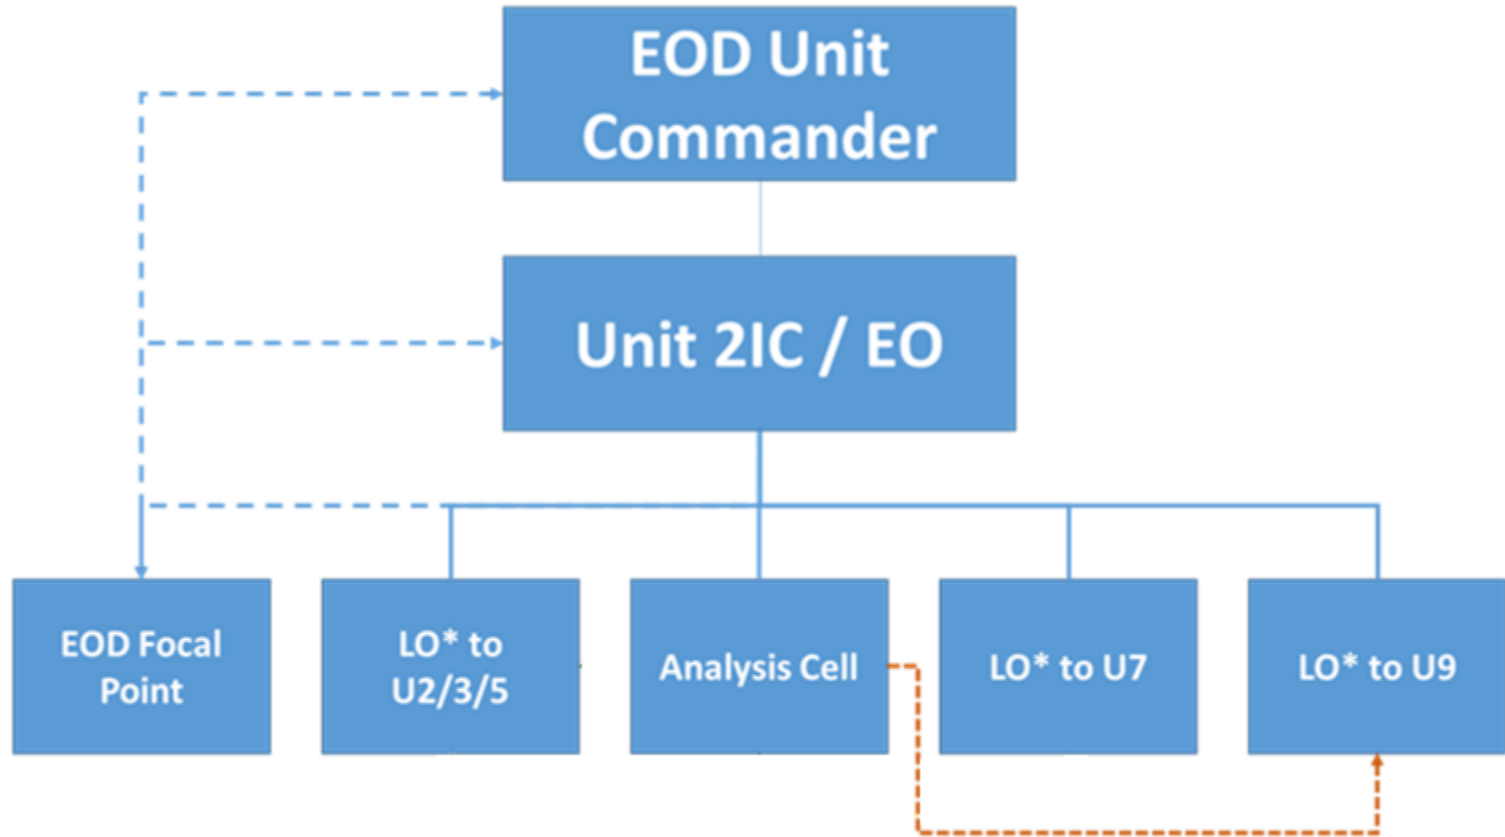 EOD Unit
Commander
Unit 2IC / EO
EOD Focal
Point
LO* to
U2/3/5
Analysis Cell
LO* to U7
LO* to U9